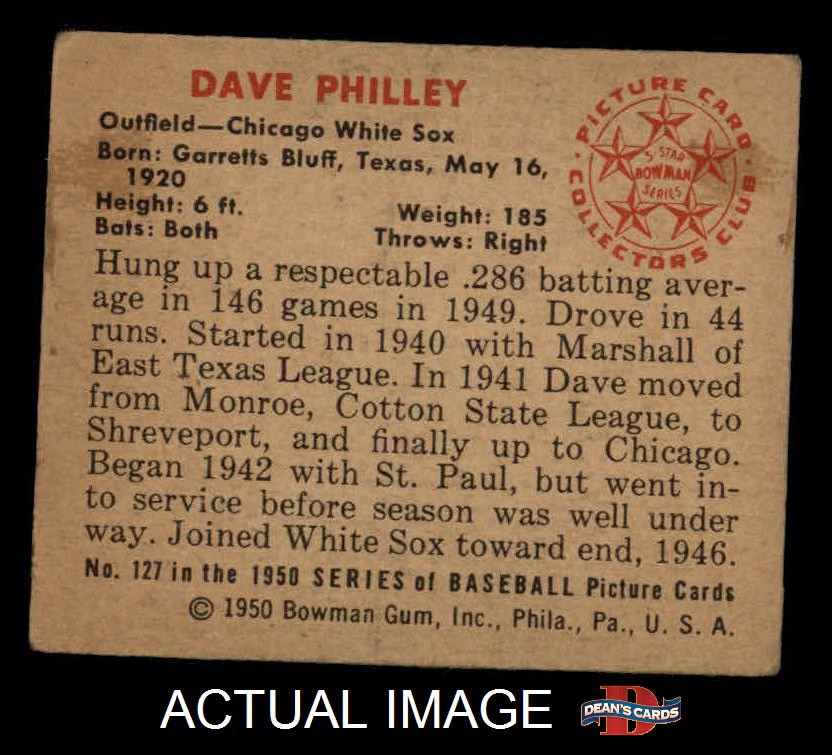 DAVE PHILLEY
Outfield—Chicago White Sox
Born: Garretts Bluff, Texas, May 16,
1920
Height: 6 ft. Weight: 185
Bats: Both Throws: Right
PICTURE CARD
COLLECTORS CLUB
5-STAR
BOWMAN
SERIES
Hung up a respectable .286 batting aver-
age in 146 games in 1949. Drove in 44
runs. Started in 1940 with Marshall of
East Texas League. In 1941 Dave moved
from Monroe, Cotton State League, to
Shreveport, and finally up to Chicago.
Began 1942 with St. Paul, but went in-
to service before season was well under
way. Joined White Sox toward end, 1946.
No. 127 in the 1950 SERIES of BASEBALL Picture Cards
© 1950 Bowman Gum, Inc., Phila., Pa., U. S. A.
ACTUAL IMAGE
D
DEAN'S CARDS